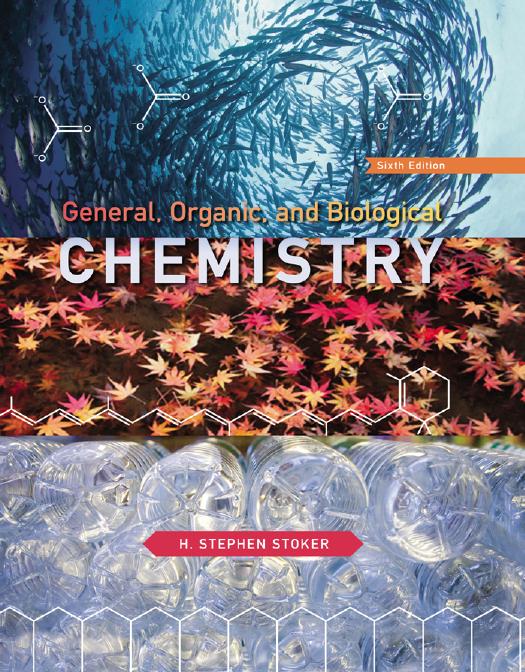 Sixth Edition
General, Organic, and Biological
CHEMISTRY
H. STEPHEN STOKER